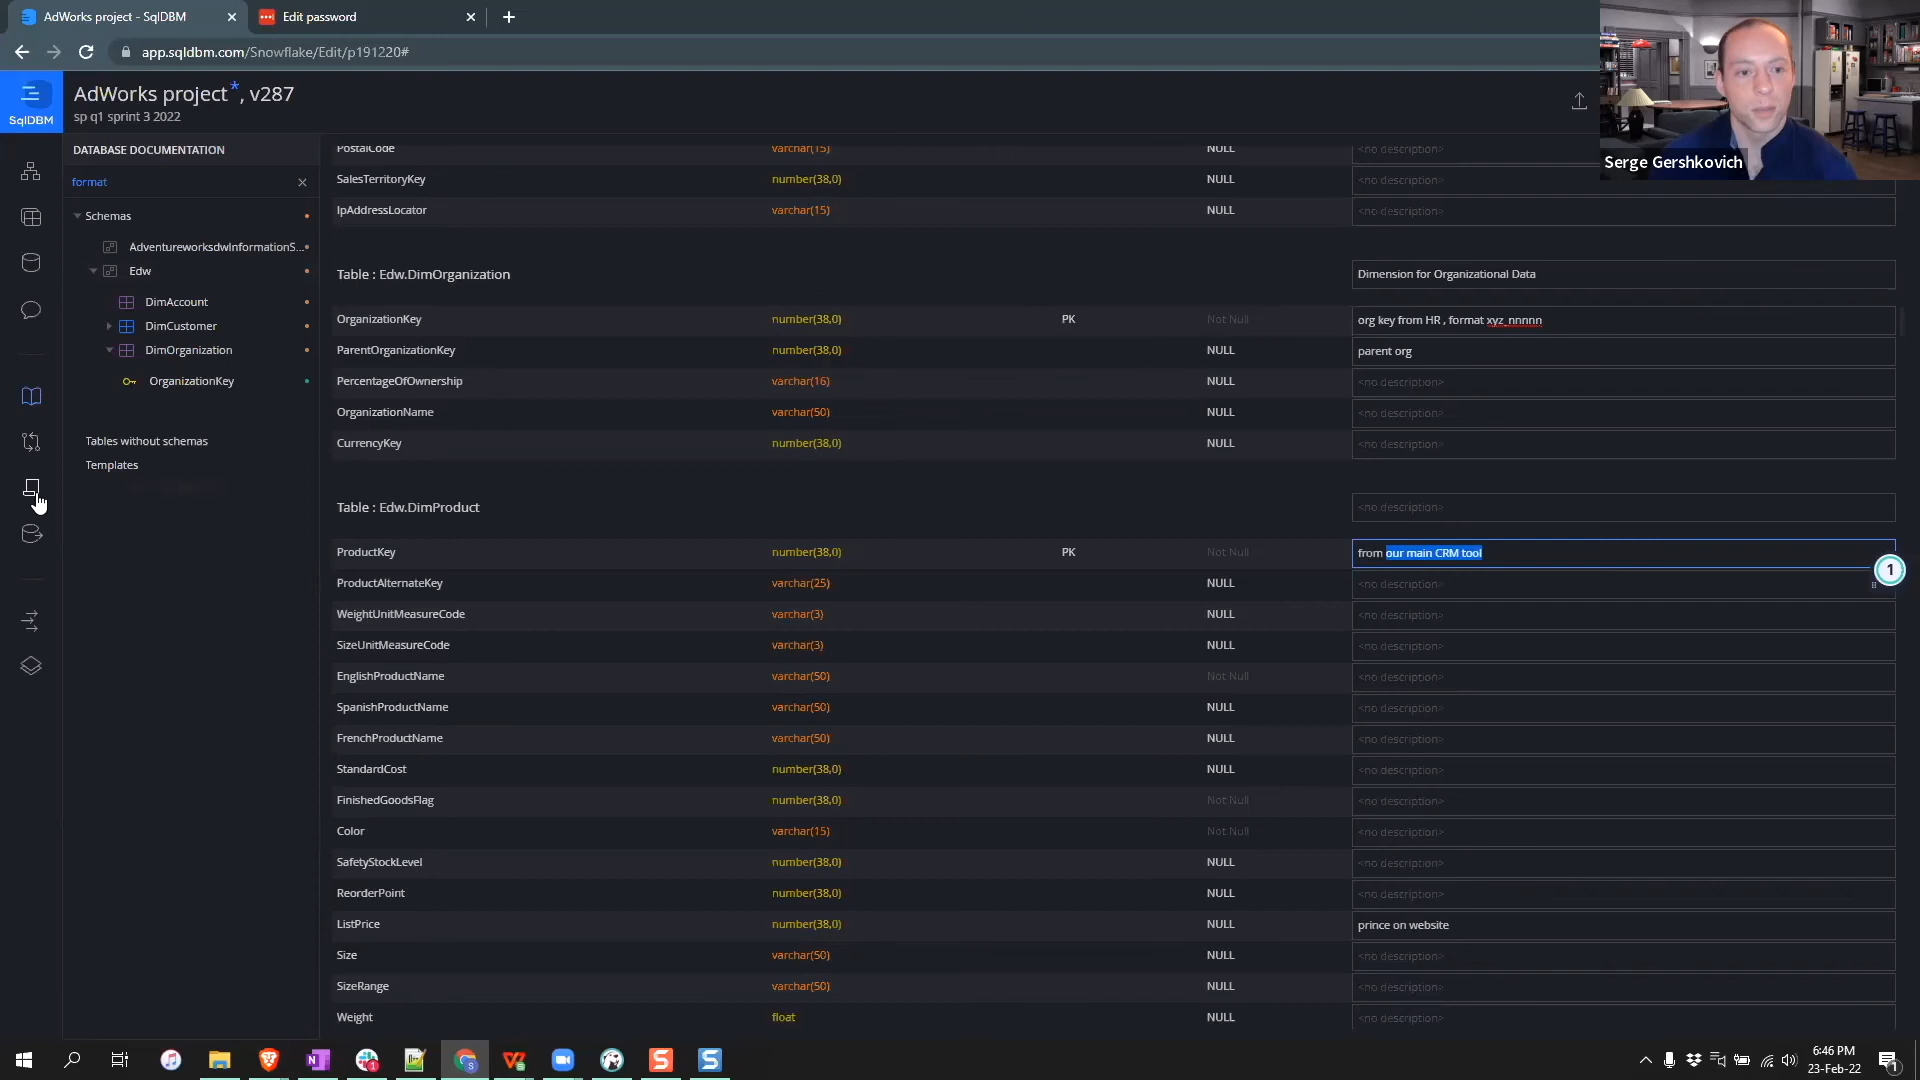 AdWorks project - SqlDBM
Edit password
app.sqldbm.com/Snowflake/Edit/p191220#
SqlDBM
AdWorks project*, v287
sp q1 sprint 3 2022
Serge Gershkovich
DATABASE DOCUMENTATION
format
Schemas
AdventureworksdwInformationS...
Edw
DimAccount
DimCustomer
DimOrganization
OrganizationKey
Tables without schemas
Templates
PostalCode varchar(15) NULL <no description>
SalesTerritoryKey number(38,0) NULL <no description>
IpAddressLocator varchar(15) NULL <no description>
Table : Edw.DimOrganization Dimension for Organizational Data
OrganizationKey number(38,0) PK Not Null org key from HR , format xyz_nnnnn
ParentOrganizationKey number(38,0) NULL parent org
PercentageOfOwnership varchar(16) NULL <no description>
OrganizationName varchar(50) NULL <no description>
CurrencyKey number(38,0) NULL <no description>
Table : Edw.DimProduct <no description>
ProductKey number(38,0) PK Not Null from our main CRM tool
1
ProductAlternateKey varchar(25) NULL <no description>
WeightUnitMeasureCode varchar(3) NULL <no description>
SizeUnitMeasureCode varchar(3) NULL <no description>
EnglishProductName varchar(50) Not Null <no description>
SpanishProductName varchar(50) NULL <no description>
FrenchProductName varchar(50) NULL <no description>
StandardCost number(38,0) NULL <no description>
FinishedGoodsFlag number(38,0) Not Null <no description>
Color varchar(15) Not Null <no description>
SafetyStockLevel number(38,0) NULL <no description>
ReorderPoint number(38,0) NULL <no description>
ListPrice number(38,0) NULL prince on website
Size varchar(50) NULL <no description>
SizeRange varchar(50) NULL <no description>
Weight float NULL <no description>
6:46 PM
23-Feb-22